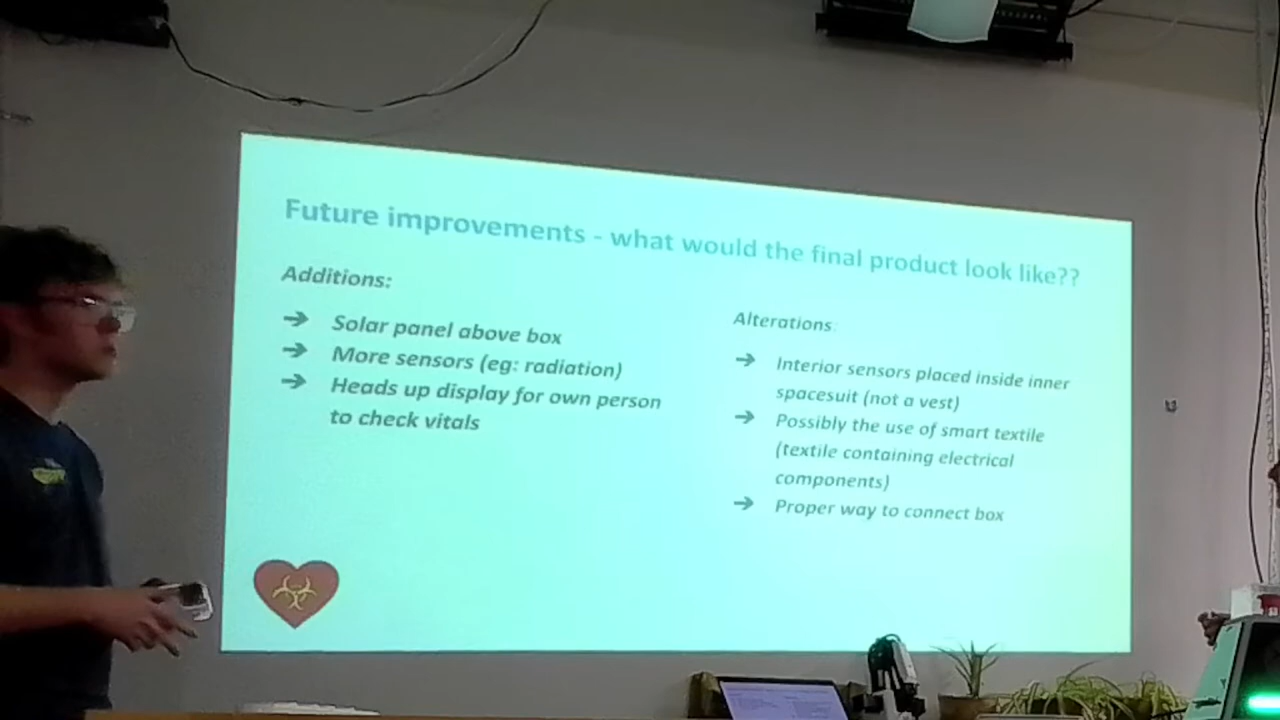 Future improvements - what would the final product look like??
Additions:
➔ Solar panel above box
➔ More sensors (eg: radiation)
➔ Heads up display for own person
to check vitals
Alterations
➔ Interior sensors placed inside inner
spacesuit (not a vest)
➔ Possibly the use of smart textile
(textile containing electrical
components)
➔ Proper way to connect box